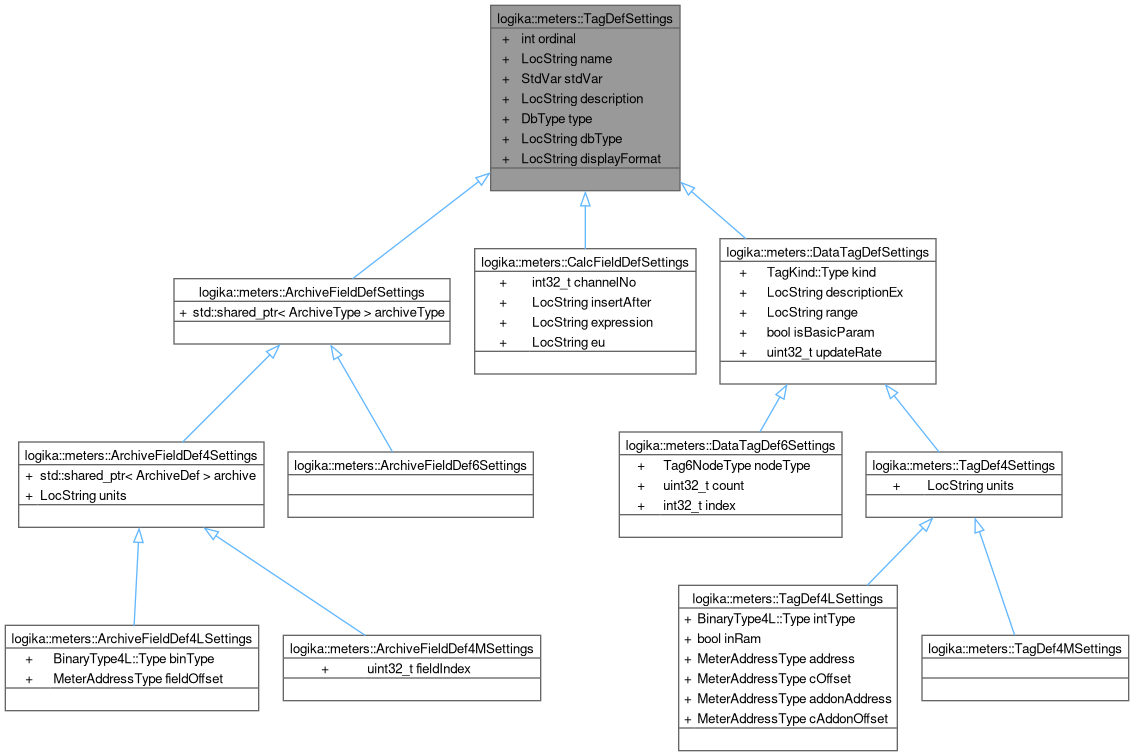 logika::meters::TagDefSettings
+ int ordinal
+ LocString name
+ StdVar stdVar
+ LocString description
+ DbType type
+ LocString dbType
+ LocString displayFormat
logika::meters::ArchiveFieldDefSettings
+ std::shared_ptr< ArchiveType > archiveType
logika::meters::CalcFieldDefSettings
+ int32_t channelNo
+ LocString insertAfter
+ LocString expression
+ LocString eu
logika::meters::DataTagDefSettings
+ TagKind::Type kind
+ LocString descriptionEx
+ LocString range
+ bool isBasicParam
+ uint32_t updateRate
logika::meters::ArchiveFieldDef4Settings
+ std::shared_ptr< ArchiveDef > archive
+ LocString units
logika::meters::ArchiveFieldDef6Settings
logika::meters::DataTagDef6Settings
+ Tag6NodeType nodeType
+ uint32_t count
+ int32_t index
logika::meters::TagDef4Settings
+ LocString units
logika::meters::ArchiveFieldDef4LSettings
+ BinaryType4L::Type binType
+ MeterAddressType fieldOffset
logika::meters::ArchiveFieldDef4MSettings
+ uint32_t fieldIndex
logika::meters::TagDef4LSettings
+ BinaryType4L::Type intType
+ bool inRam
+ MeterAddressType address
+ MeterAddressType cOffset
+ MeterAddressType addonAddress
+ MeterAddressType cAddonOffset
logika::meters::TagDef4MSettings